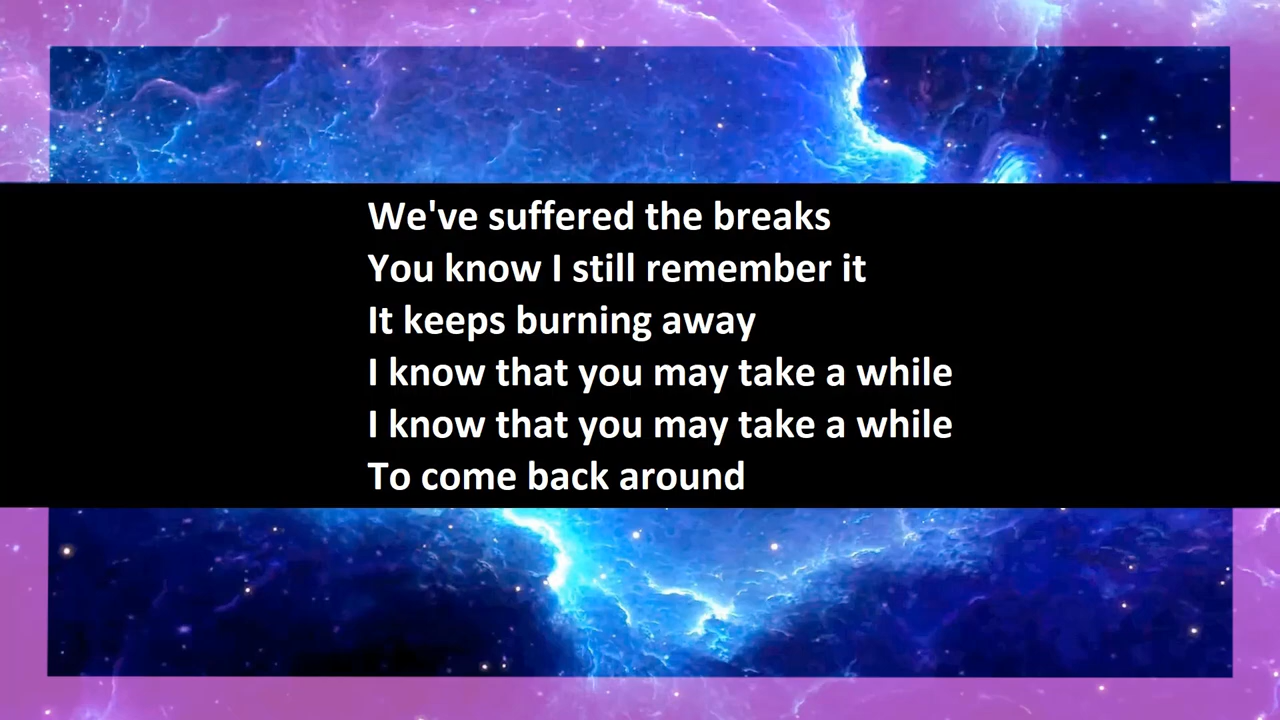 We've suffered the breaks
You know I still remember it
It keeps burning away
I know that you may take a while
I know that you may take a while
To come back around